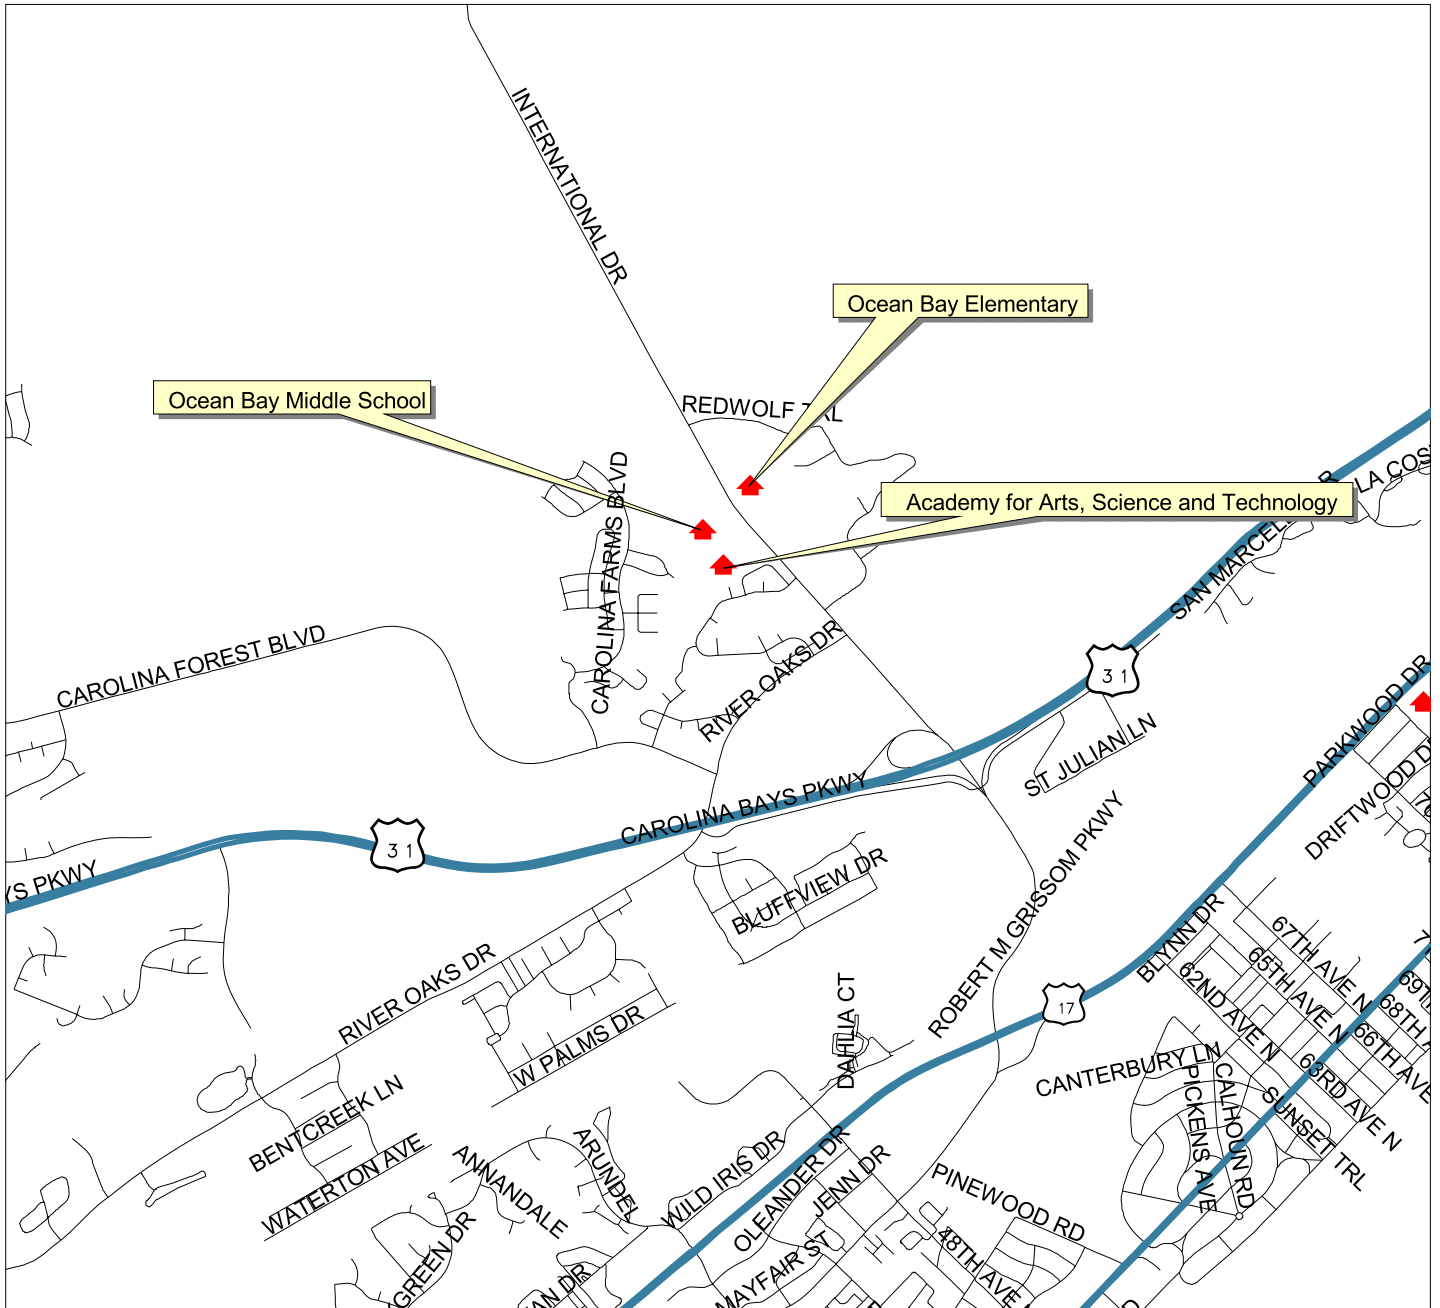 INTERNATIONAL DR
Ocean Bay Elementary
Ocean Bay Middle School
REDWOLF
CAROLINA FARMS BLVD
Academy for Arts, Science and Technology
LA COS
SAN MARCELL
CAROLINA FOREST BLVD
RIVER OAKS DR
31
PARKWOOD DR
ST JULIAN LN
DRIFTWOOD D
CAROLINA BAYS PKWY
31
YS PKWY
BLUFFVIEW DR
ROBERT M GRISSOM PKWY
BLYNN DR
67TH AVE N
65TH AVE N
62ND AVE N
69T
68TH A
66TH AVE
63RD AVE N
RIVER OAKS DR
W PALMS DR
DAHLIA CT
17
CANTERBURY LN
PICKENS AVE
CALHOUN RD
SUNSET TRL
BENTCREEK LN
WATERTON AVE
ANNANDALE
ARUNDEL
WILD IRIS DR
OLEANDER DR
JENN DR
PINEWOOD RD
GREEN DR
MAYFAIR ST
48TH AVE
AN DR